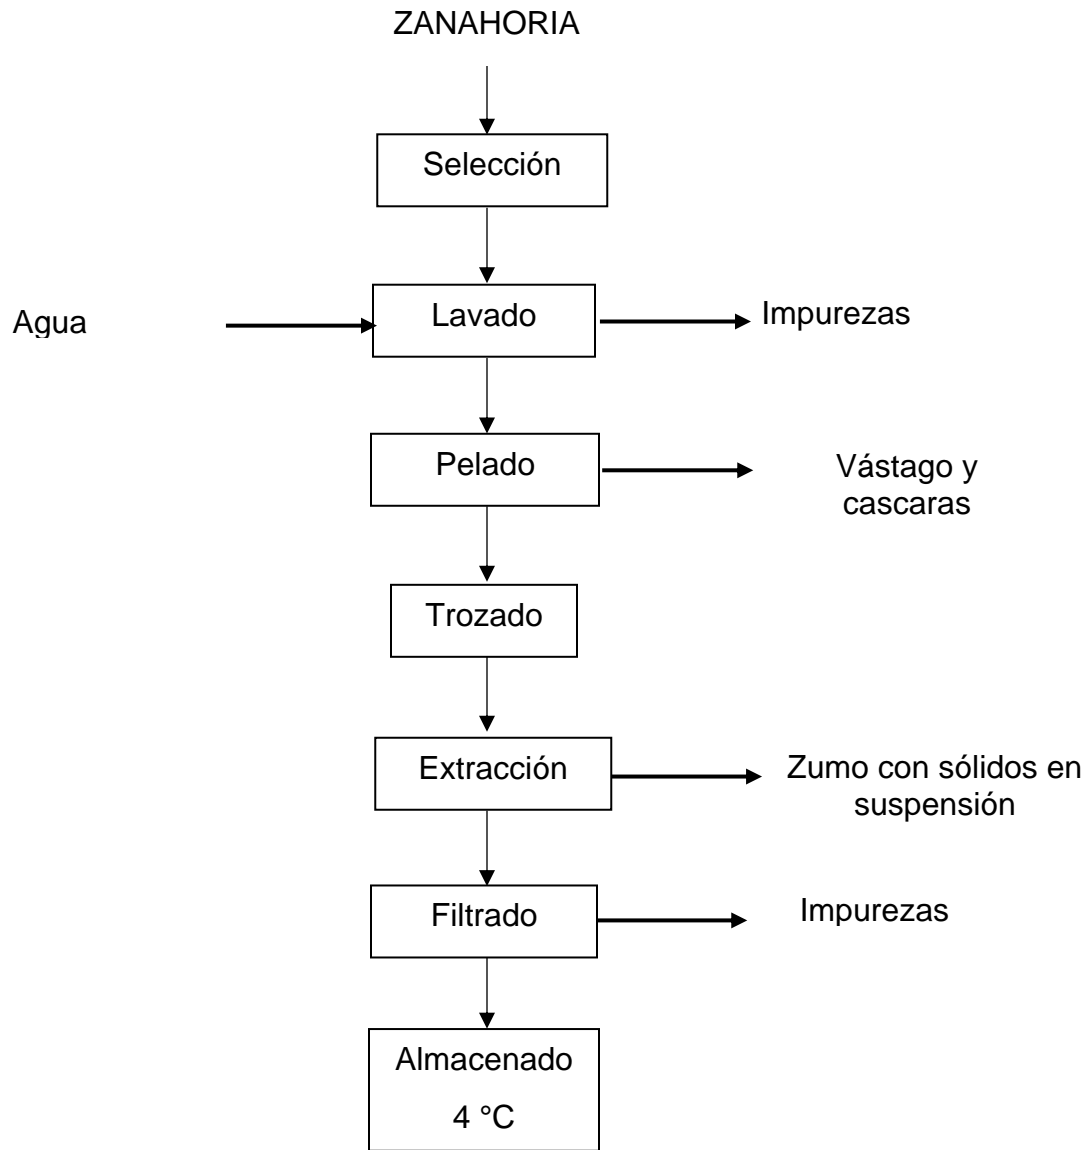 ZANAHORIA
Selección
Agua
Lavado
Impurezas
Pelado
Vástago y
cascaras
Trozado
Extracción
Zumo con sólidos en
suspensión
Filtrado
Impurezas
Almacenado
4 °C